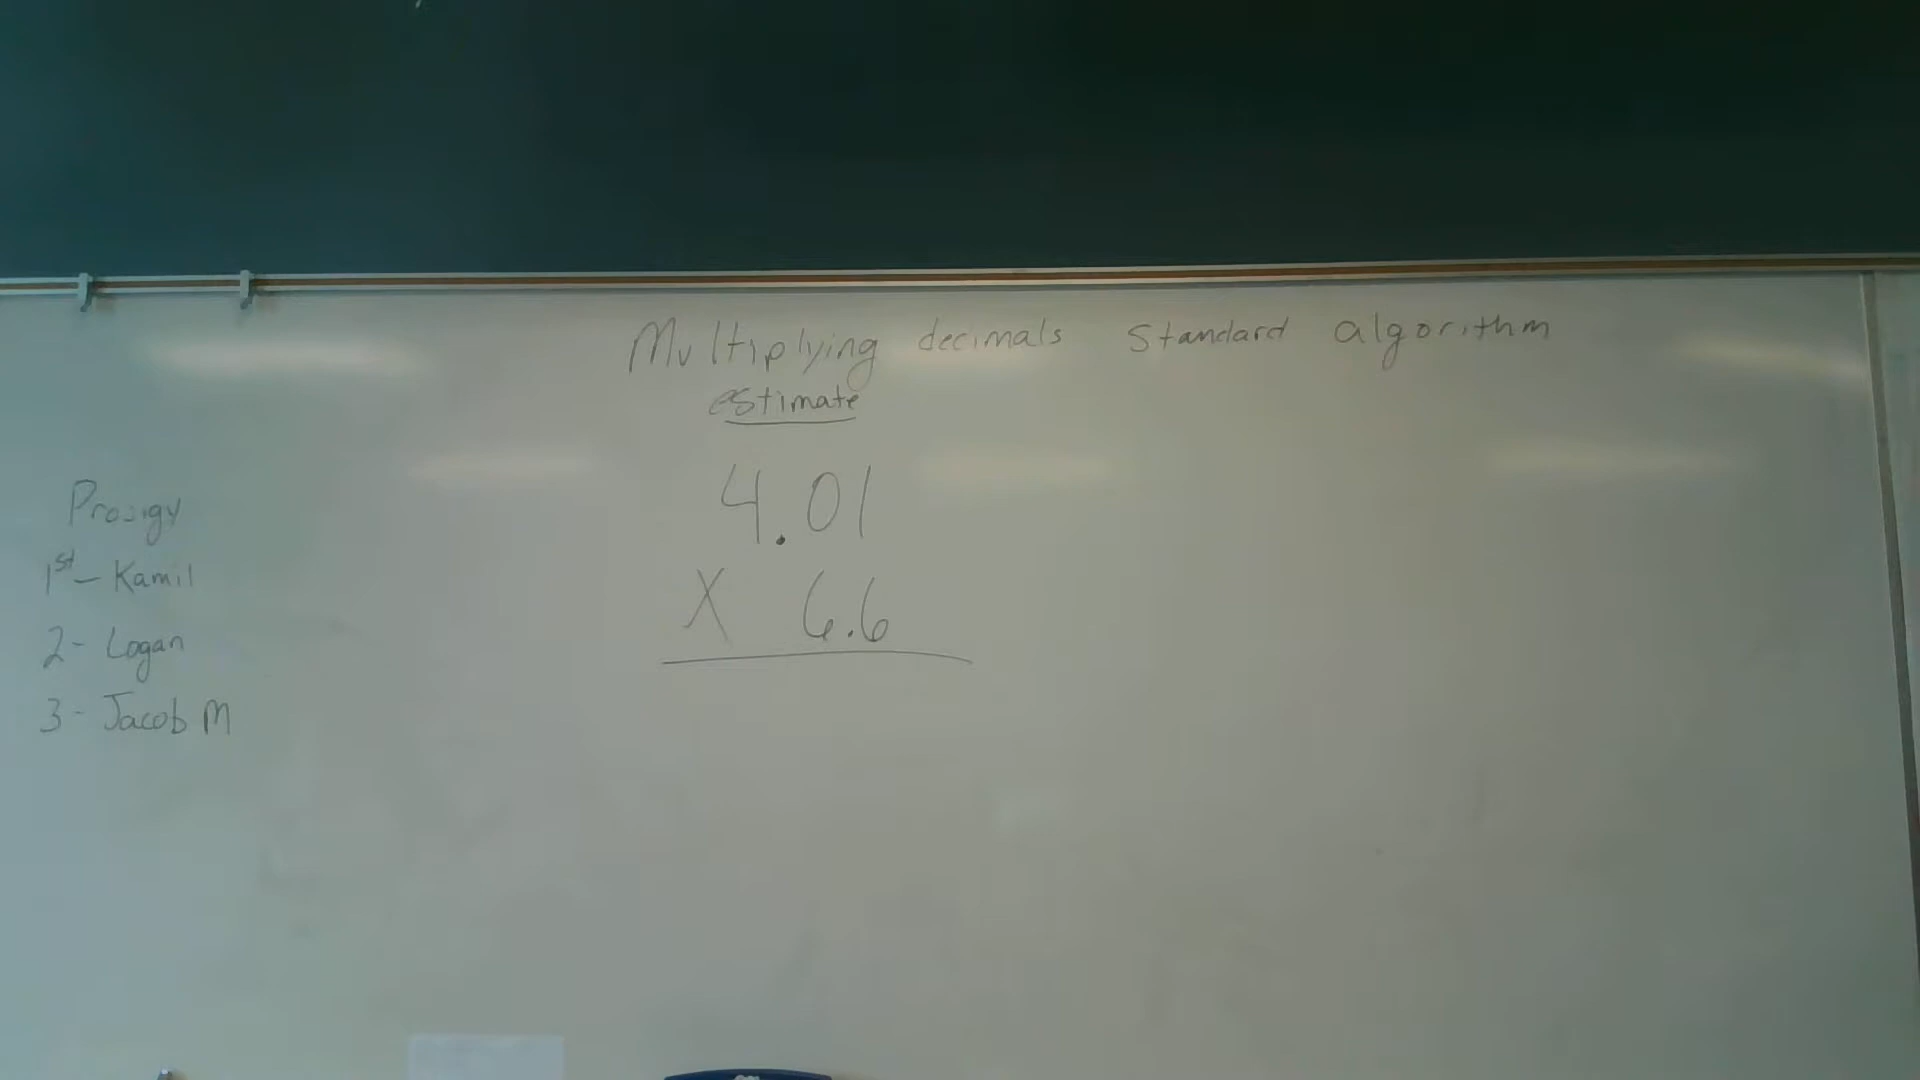 Multiplying decimals Standard algorithm
estimate
4.01
X 6.6
Prodigy
1st - Kamil
2 - Logan
3 - Jacob M